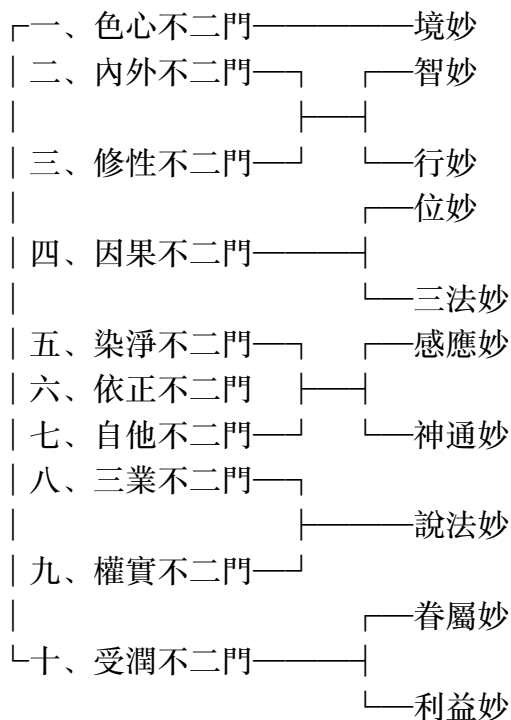 一、色心不二門 境妙
二、內外不二門 智妙
三、修性不二門 行妙
位妙
四、因果不二門
三法妙
五、染淨不二門 感應妙
六、依正不二門
七、自他不二門 神通妙
八、三業不二門
說法妙
九、權實不二門
眷屬妙
十、受潤不二門
利益妙